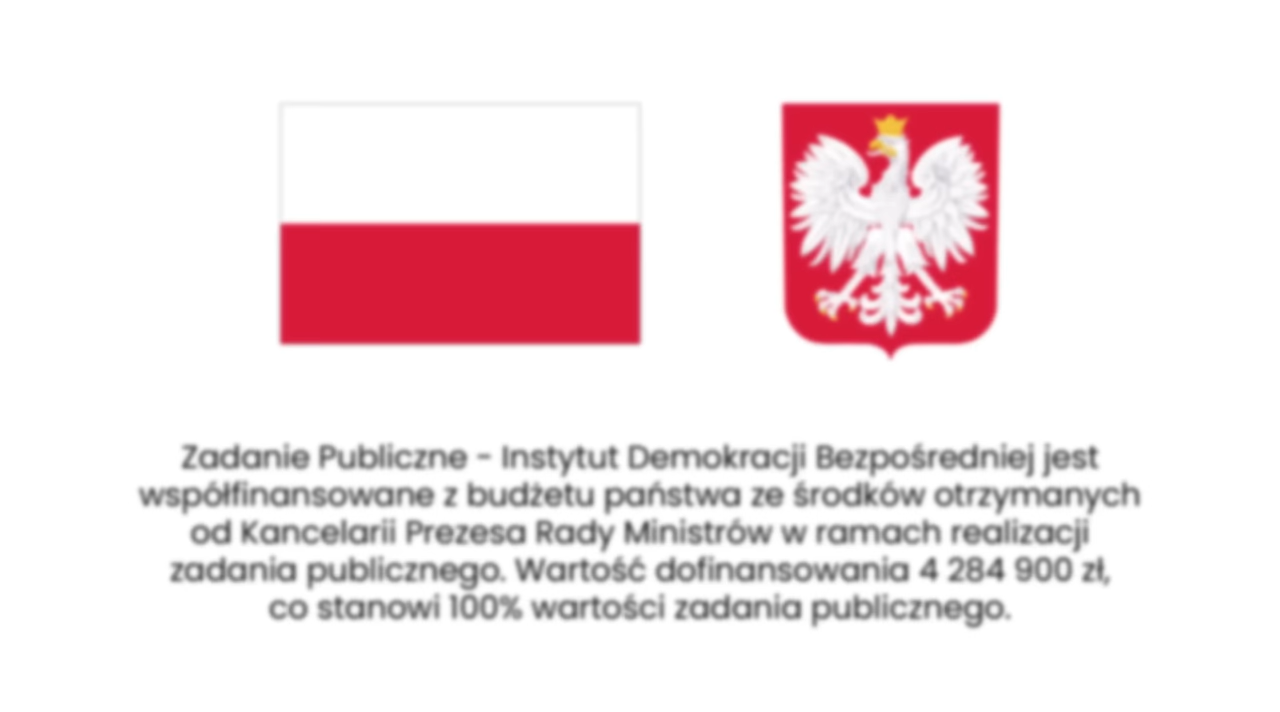 Zadanie Publiczne - Instytut Demokracji Bezpośredniej jest
współfinansowane z budżetu państwa ze środków otrzymanych
od Kancelarii Prezesa Rady Ministrów w ramach realizacji
zadania publicznego. Wartość dofinansowania 4 284 900 zł,
co stanowi 100% wartości zadania publicznego.